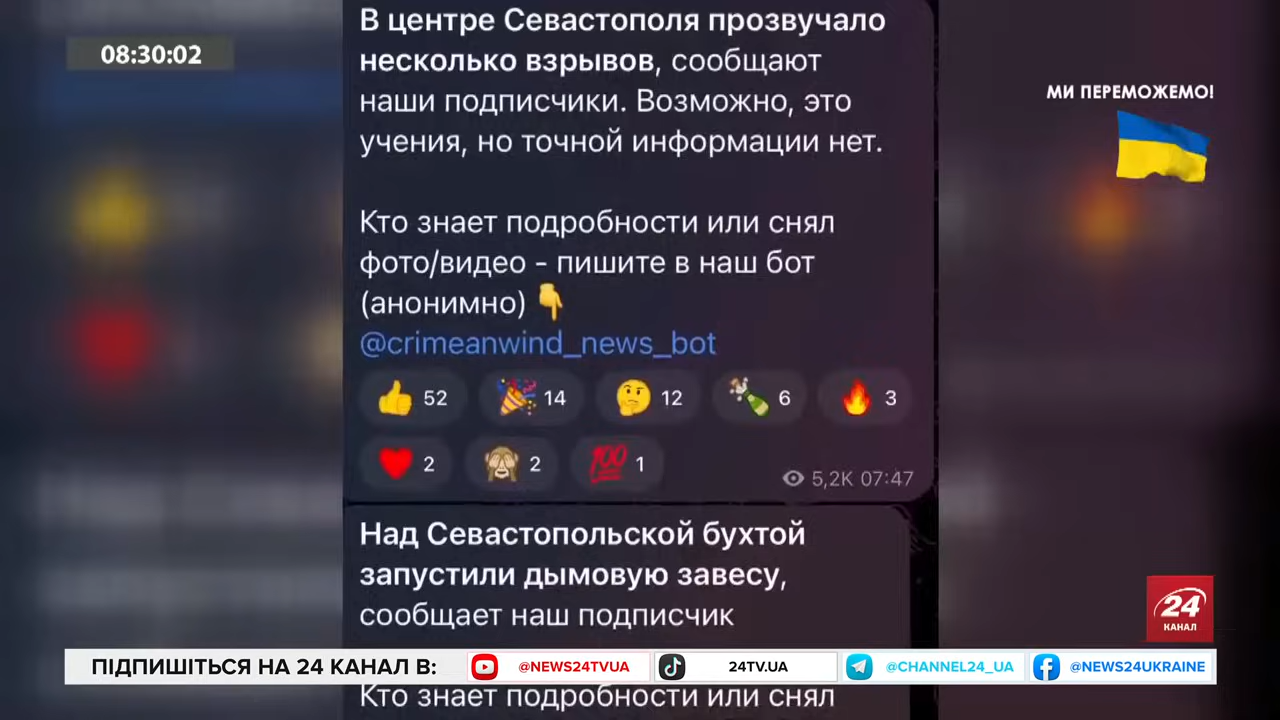 В центре Севастополя прозвучало
несколько взрывов, сообщают
наши подписчики. Возможно, это
учения, но точной информации нет.
Кто знает подробности или снял
фото/видео - пишите в наш бот
(анонимно) 👇
@crimeanwind_news_bot
👍 52 🎉 14 🤔 12 🍾 6 🔥 3
❤️ 2 🙈 2 💯 1
5,2K 07:47
Над Севастопольской бухтой
запустили дымовую завесу,
сообщает наш подписчик
Кто знает подробности или снял
08:30:02
МИ ПЕРЕМОЖЕМО!
24
КАНАЛ
ПІДПИШІТЬСЯ НА 24 КАНАЛ В: @NEWS24TVUA 24TV.UA @CHANNEL24_UA @NEWS24UKRAINE